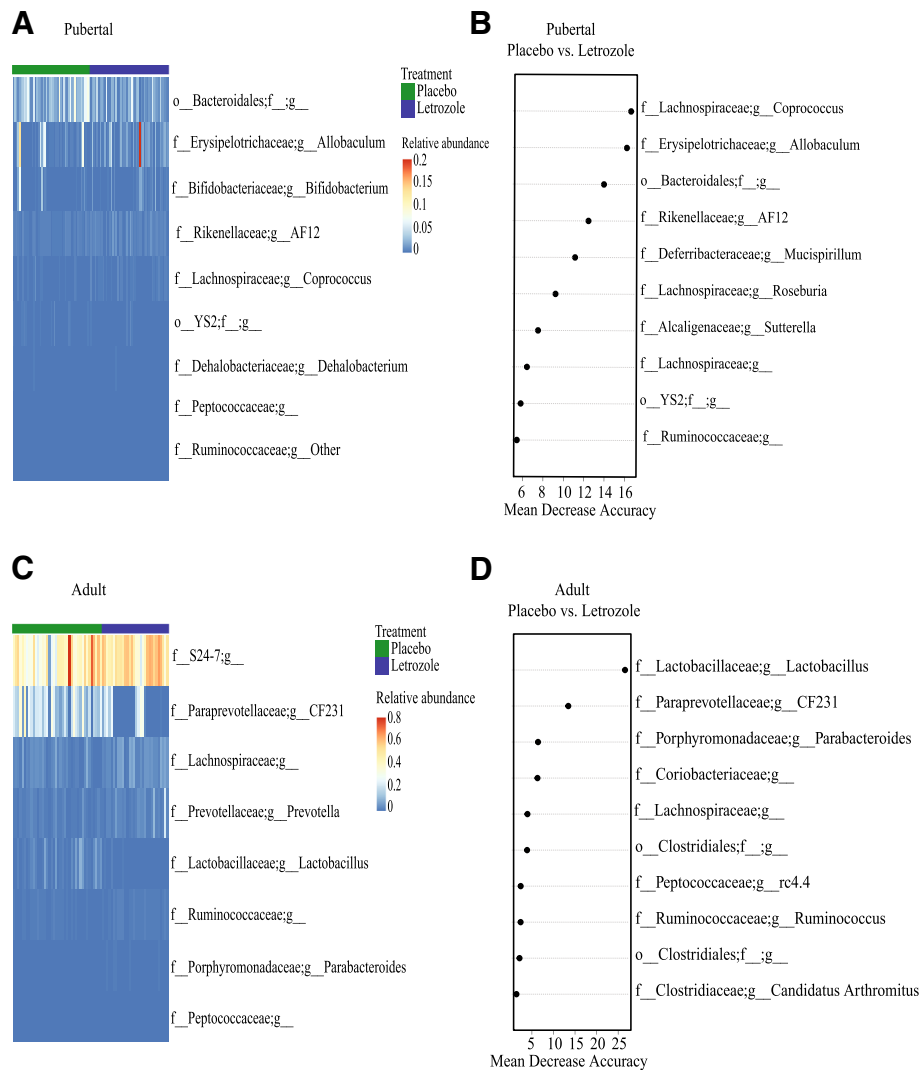 A
Pubertal
o__Bacteroidales;f__;g__
f__Erysipelotrichaceae;g__Allobaculum
f__Bifidobacteriaceae;g__Bifidobacterium
f__Rikenellaceae;g__AF12
f__Lachnospiraceae;g__Coprococcus
o__YS2;f__;g__
f__Dehalobacteriaceae;g__Dehalobacterium
f__Peptococcaceae;g__
f__Ruminococcaceae;g__Other
Treatment
Placebo
Letrozole
Relative abundance
0.2
0.15
0.1
0.05
0
B
Pubertal
Placebo vs. Letrozole
f__Lachnospiraceae;g__Coprococcus
f__Erysipelotrichaceae;g__Allobaculum
o__Bacteroidales;f__;g__
f__Rikenellaceae;g__AF12
f__Deferribacteraceae;g__Mucispirillum
f__Lachnospiraceae;g__Roseburia
f__Alcaligenaceae;g__Sutterella
f__Lachnospiraceae;g__
o__YS2;f__;g__
f__Ruminococcaceae;g__
6 8 10 12 14 16
Mean Decrease Accuracy
C
Adult
f__S24-7;g__
f__Paraprevotellaceae;g__CF231
f__Lachnospiraceae;g__
f__Prevotellaceae;g__Prevotella
f__Lactobacillaceae;g__Lactobacillus
f__Ruminococcaceae;g__
f__Porphyromonadaceae;g__Parabacteroides
f__Peptococcaceae;g__
Treatment
Placebo
Letrozole
Relative abundance
0.8
0.6
0.4
0.2
0
D
Adult
Placebo vs. Letrozole
f__Lactobacillaceae;g__Lactobacillus
f__Paraprevotellaceae;g__CF231
f__Porphyromonadaceae;g__Parabacteroides
f__Coriobacteriaceae;g__
f__Lachnospiraceae;g__
o__Clostridiales;f__;g__
f__Peptococcaceae;g__rc4.4
f__Ruminococcaceae;g__Ruminococcus
o__Clostridiales;f__;g__
f__Clostridiaceae;g__Candidatus Arthromitus
5 10 15 20 25
Mean Decrease Accuracy